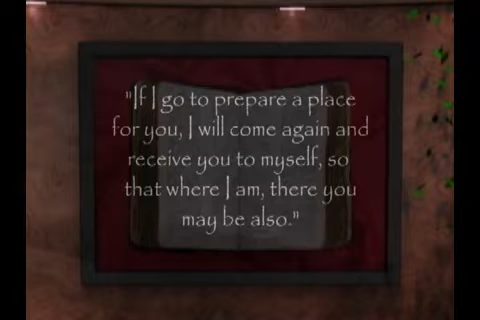 "If I go to prepare a place
for you, I will come again and
receive you to myself, so
that where I am, there you
may be also."